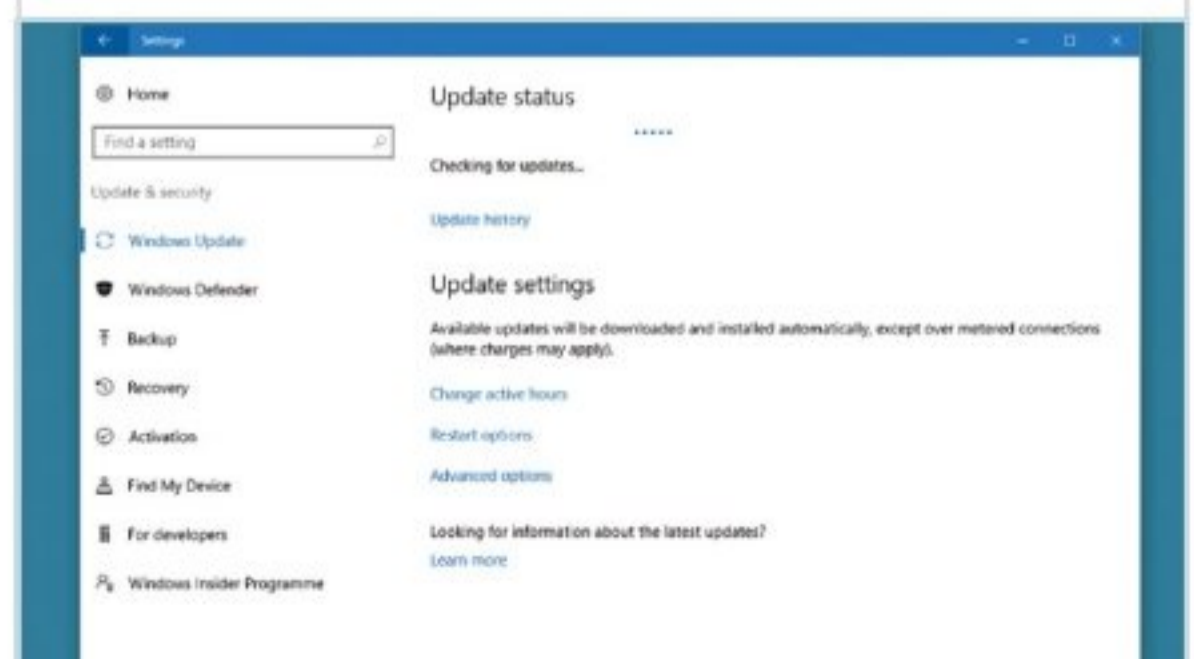 Settings
Home
Find a setting
Update & security
Windows Update
Windows Defender
Backup
Recovery
Activation
Find My Device
For developers
Windows Insider Programme
Update status
Checking for updates...
Update history
Update settings
Available updates will be downloaded and installed automatically, except over metered connections
(where charges may apply).
Change active hours
Restart options
Advanced options
Looking for information about the latest updates?
Learn more